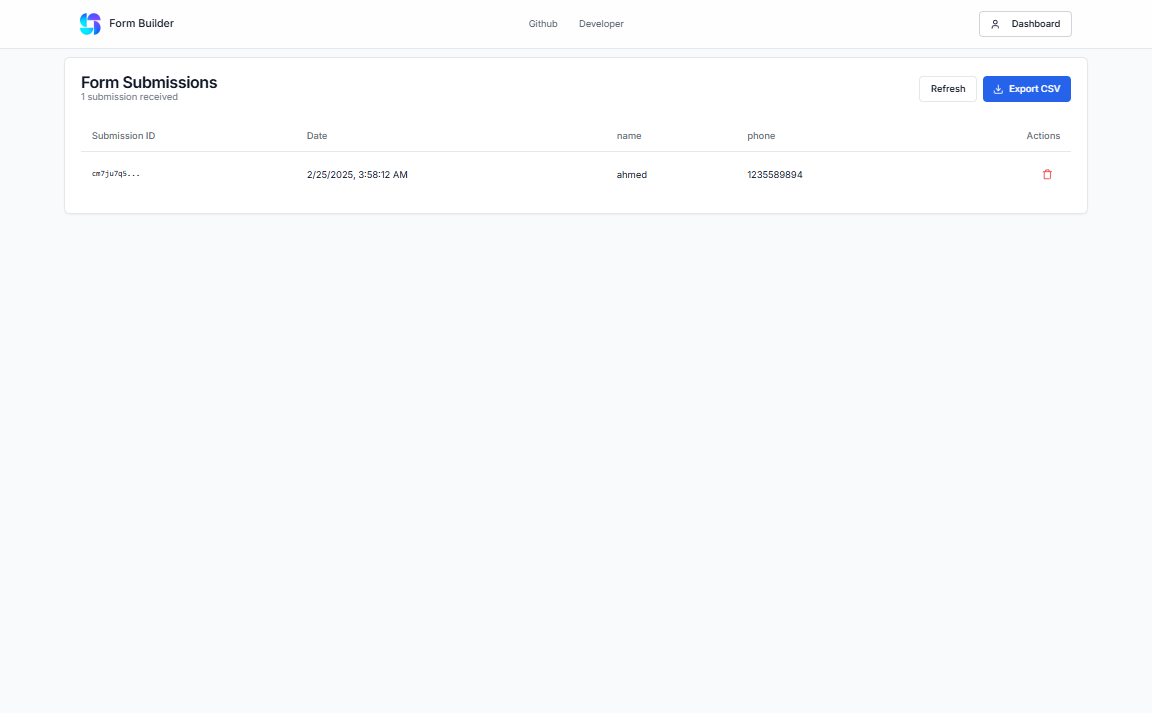 Form Builder Github Developer Dashboard
Form Submissions
1 submission received
Refresh Export CSV
Submission ID Date name phone Actions
cm7ju7q5... 2/25/2025, 3:58:12 AM ahmed 1235589894